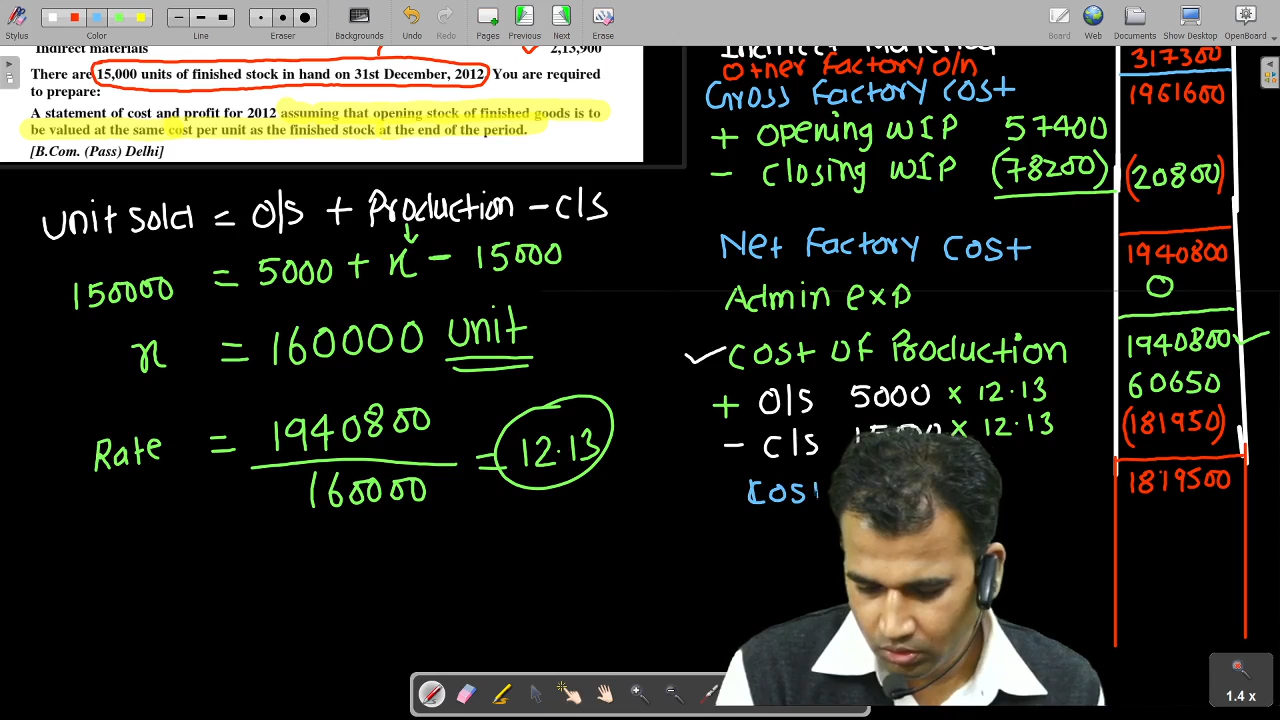 Stylus
Color
Line
Eraser
Backgrounds
Undo
Redo
Pages
Previous
Next
Erase
Board
Web
Documents
Show Desktop
OpenBoard
Indirect materials 2,13,900
There are 15,000 units of finished stock in hand on 31st December, 2012. You are required
to prepare:
A statement of cost and profit for 2012 assuming that opening stock of finished goods is to
be valued at the same cost per unit as the finished stock at the end of the period.
[B.Com. (Pass) Delhi]
Unit Sold = O/S + Production - C/S
150000 = 5000 + x - 15000
x = 160000 unit
Rate = 1940800 / 160000 = 12.13
Other factory o/n 317300
Gross Factory Cost 1961600
+ opening WIP 57400
- closing WIP (78200) (20800)
Net Factory Cost 1940800
Admin exp 0
Cost of Production 1940800
+ O/S 5000 × 12.13 60650
- C/S × 12.13 (181950)
1819500
1.4 x